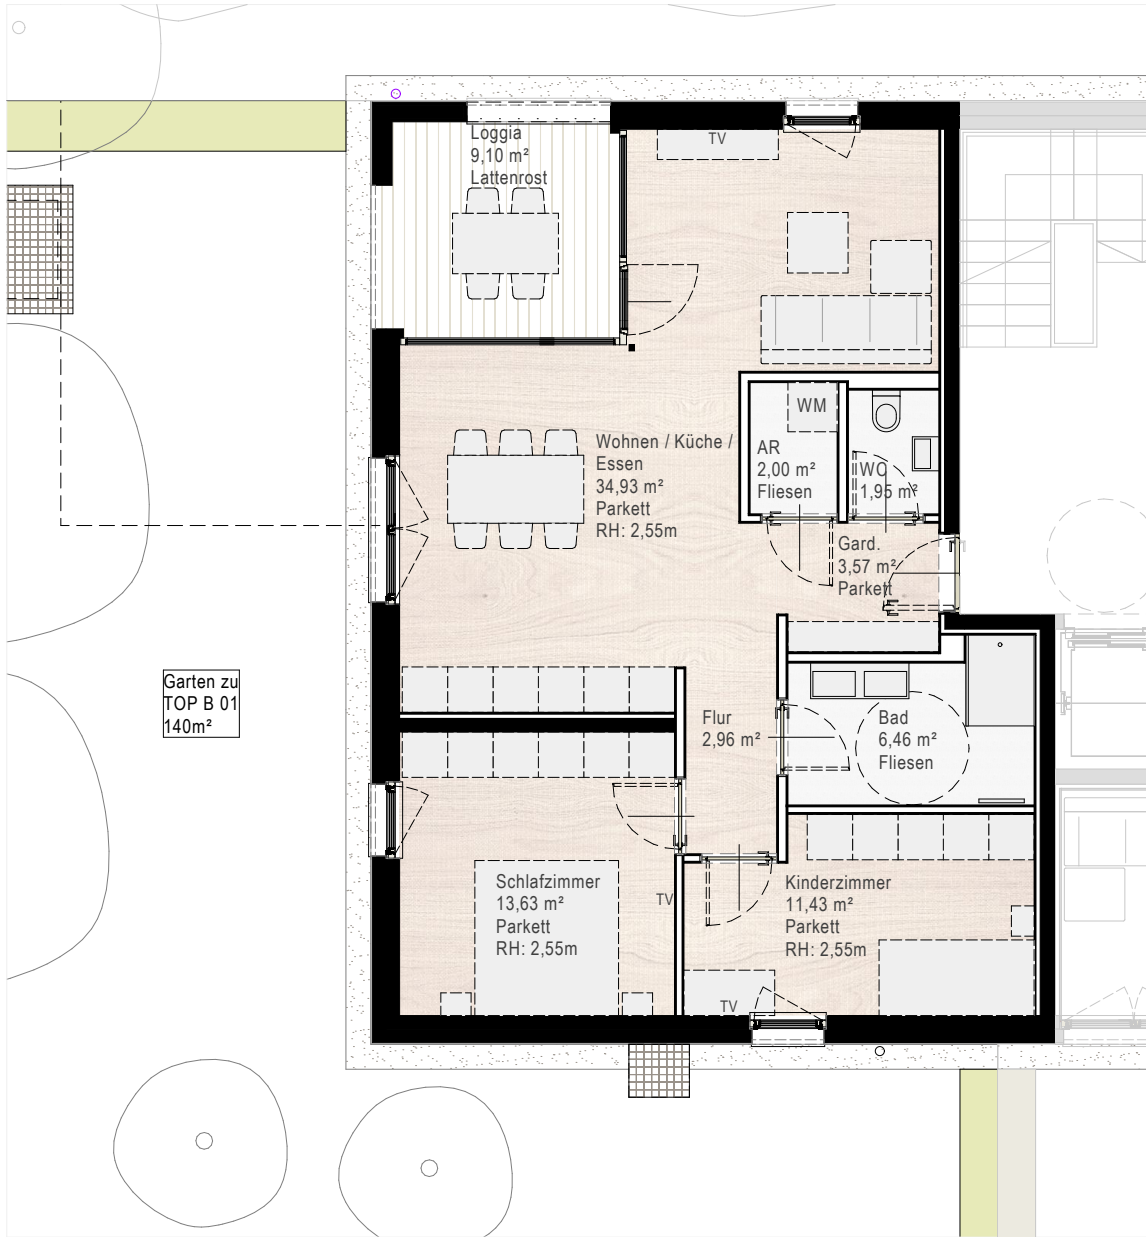 Loggia
9,10 m²
Lattenrost
TV
WM
Wohnen / Küche /
Essen
34,93 m²
Parkett
RH: 2,55m
AR
2,00 m²
Fliesen
WC
1,95 m²
Gard.
3,57 m²
Parkett
Garten zu
TOP B 01
140m²
Flur
2,96 m²
Bad
6,46 m²
Fliesen
Schlafzimmer
13,63 m²
Parkett
RH: 2,55m
TV
Kinderzimmer
11,43 m²
Parkett
RH: 2,55m
TV